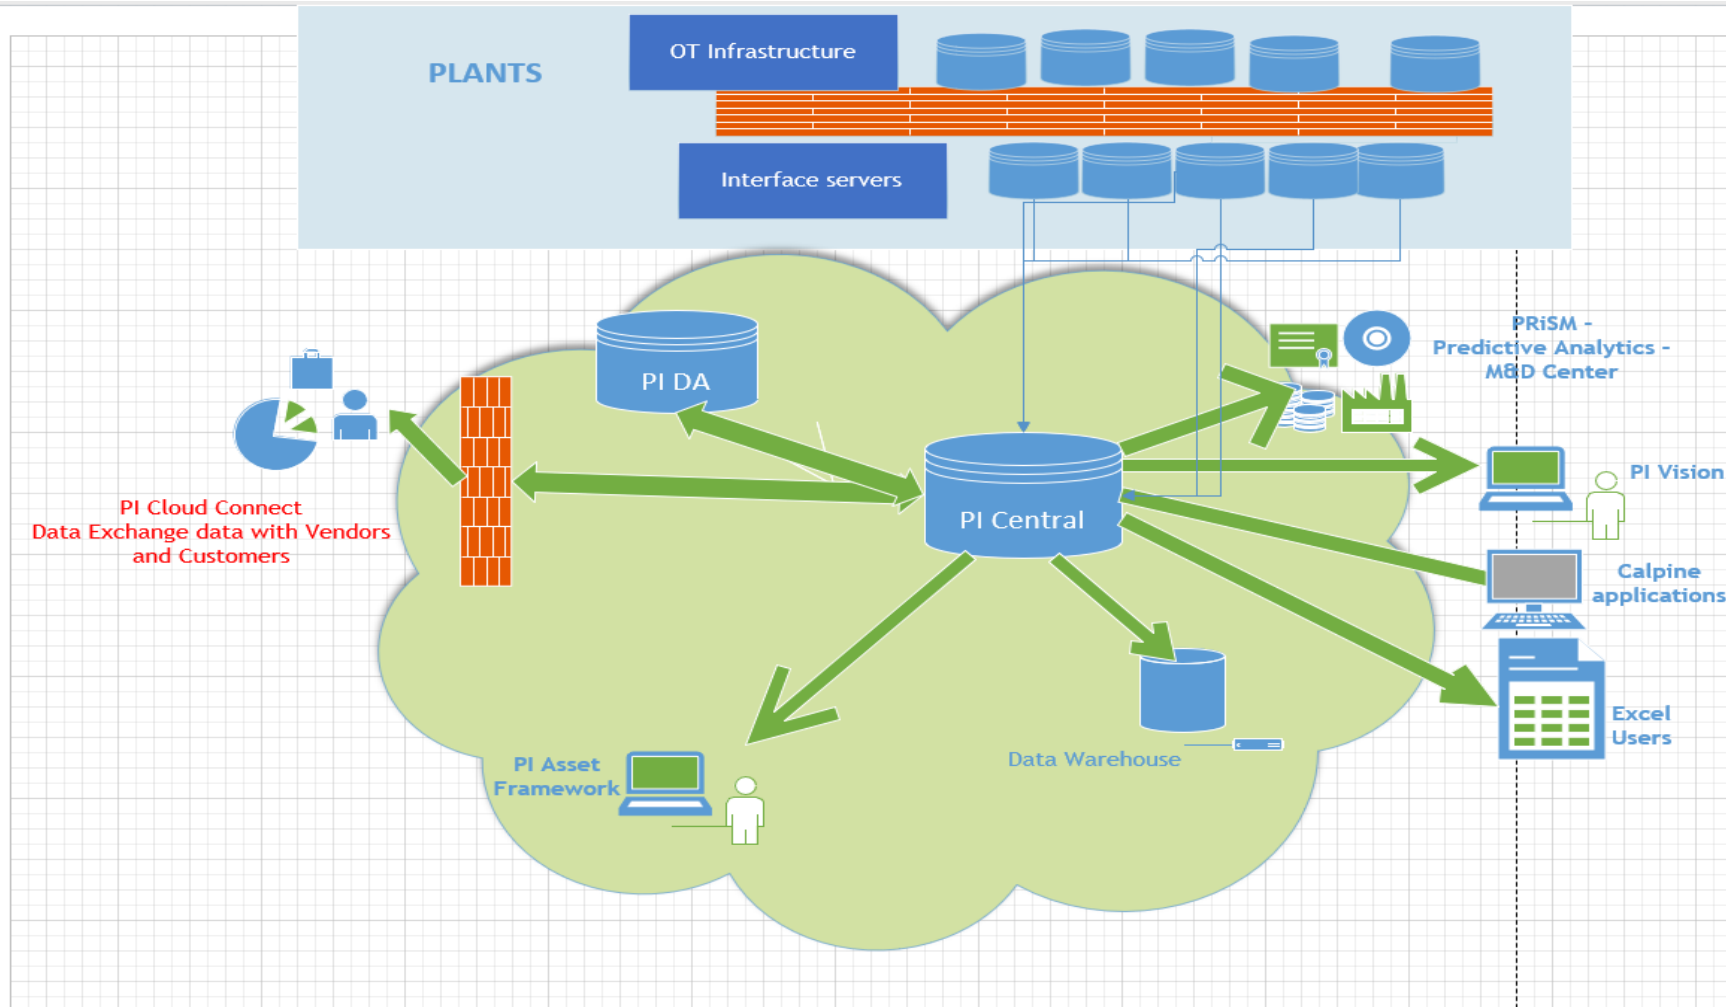 PLANTS
OT Infrastructure
Interface servers
PI DA
PRiSM -
Predictive Analytics -
M&D Center
PI Vision
PI Central
PI Cloud Connect
Data Exchange data with Vendors
and Customers
Calpine
applications
Excel
Users
PI Asset
Framework
Data Warehouse